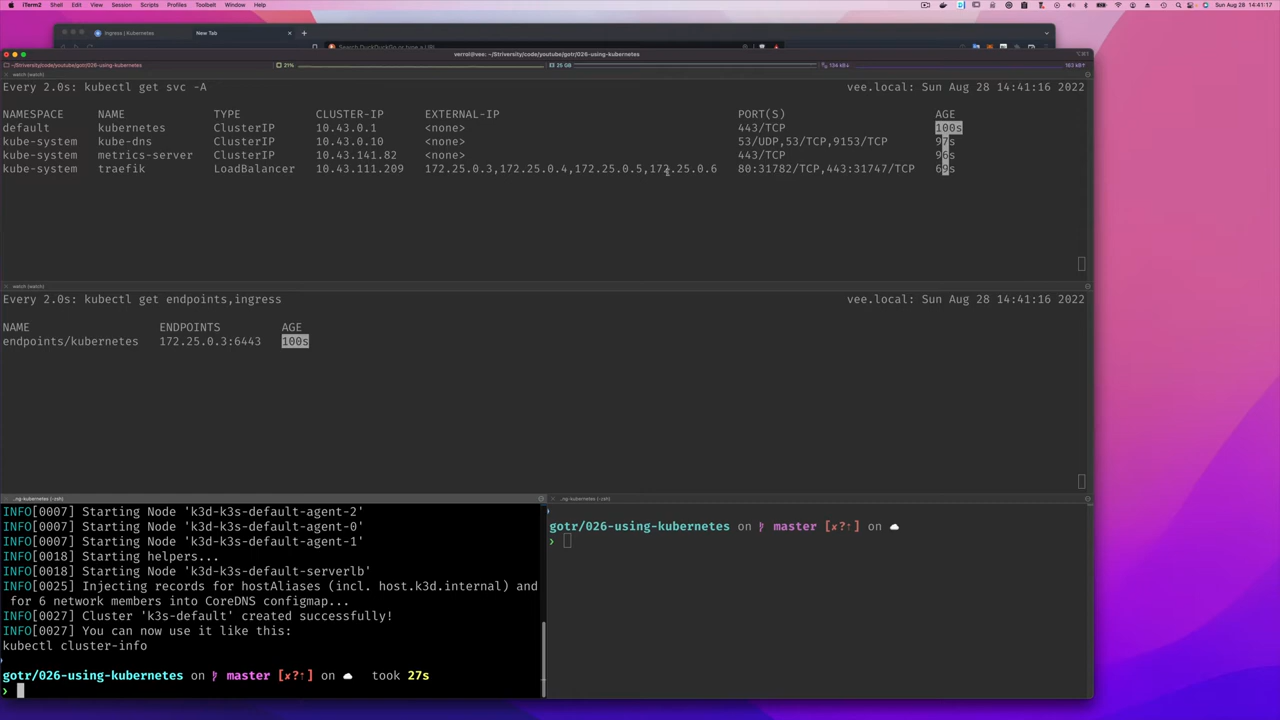 iTerm2 Shell Edit View Session Scripts Profiles Toolbelt Window Help Sun Aug 28 14:41:17
Ingress | Kubernetes New Tab
Search DuckDuckGo or type a URL
verrol@vee: ~/Striversity/code/youtube/gotr/026-using-kubernetes
~/Striversity/code/youtube/gotr/026-using-kubernetes 21% 25 GB 134 kB↓ 163 kB↑
watch (watch)
Every 2.0s: kubectl get svc -A vee.local: Sun Aug 28 14:41:16 2022
NAMESPACE NAME TYPE CLUSTER-IP EXTERNAL-IP PORT(S) AGE
default kubernetes ClusterIP 10.43.0.1 <none> 443/TCP 100s
kube-system kube-dns ClusterIP 10.43.0.10 <none> 53/UDP,53/TCP,9153/TCP 97s
kube-system metrics-server ClusterIP 10.43.141.82 <none> 443/TCP 96s
kube-system traefik LoadBalancer 10.43.111.209 172.25.0.3,172.25.0.4,172.25.0.5,172.25.0.6 80:31782/TCP,443:31747/TCP 69s
watch (watch)
Every 2.0s: kubectl get endpoints,ingress vee.local: Sun Aug 28 14:41:16 2022
NAME ENDPOINTS AGE
endpoints/kubernetes 172.25.0.3:6443 100s
..ng-kubernetes (-zsh)
INFO[0007] Starting Node 'k3d-k3s-default-agent-2'
INFO[0007] Starting Node 'k3d-k3s-default-agent-0'
INFO[0007] Starting Node 'k3d-k3s-default-agent-1'
INFO[0018] Starting helpers...
INFO[0018] Starting Node 'k3d-k3s-default-serverlb'
INFO[0025] Injecting records for hostAliases (incl. host.k3d.internal) and
for 6 network members into CoreDNS configmap...
INFO[0027] Cluster 'k3s-default' created successfully!
INFO[0027] You can now use it like this:
kubectl cluster-info
gotr/026-using-kubernetes on master [✘?⇡] on ☁ took 27s
❯
..ng-kubernetes (-zsh)
gotr/026-using-kubernetes on master [✘?⇡] on ☁
❯